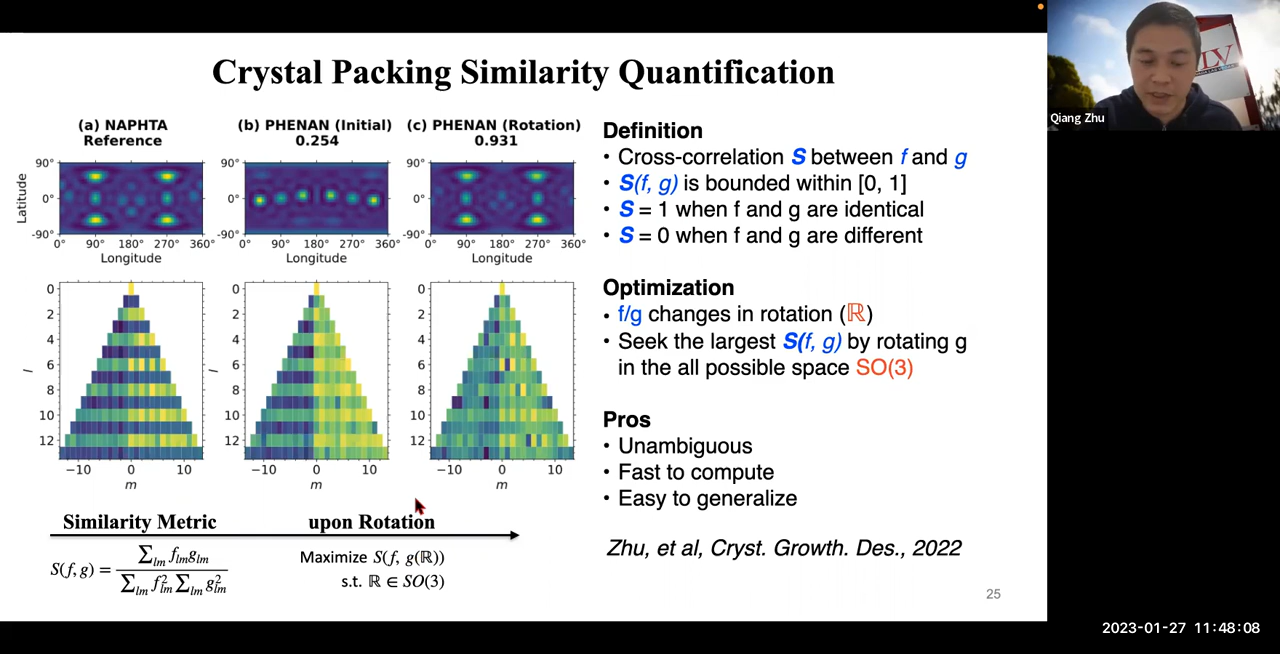 Crystal Packing Similarity Quantification
(a) NAPHTA
Reference
(b) PHENAN (Initial)
0.254
(c) PHENAN (Rotation)
0.931
90°
0°
-90°
Latitude
0° 90° 180° 270° 360°
Longitude
90°
0°
-90°
0° 90° 180° 270° 360°
Longitude
90°
0°
-90°
0° 90° 180° 270° 360°
Longitude
0
2
4
6
8
10
12
l
−10 0 10
m
0
2
4
6
8
10
12
l
−10 0 10
m
0
2
4
6
8
10
12
−10 0 10
m
Similarity Metric
upon Rotation
S(f, g) = ∑lm flmglm / ∑lm f²lm ∑lm g²lm
Maximize S(f, g(ℝ))
s.t. ℝ ∈ SO(3)
Definition
• Cross-correlation S between f and g
• S(f, g) is bounded within [0, 1]
• S = 1 when f and g are identical
• S = 0 when f and g are different
Optimization
• f/g changes in rotation (ℝ)
• Seek the largest S(f, g) by rotating g
in the all possible space SO(3)
Pros
• Unambiguous
• Fast to compute
• Easy to generalize
Zhu, et al, Cryst. Growth. Des., 2022
25
LV
Qiang Zhu
2023-01-27 11:48:08